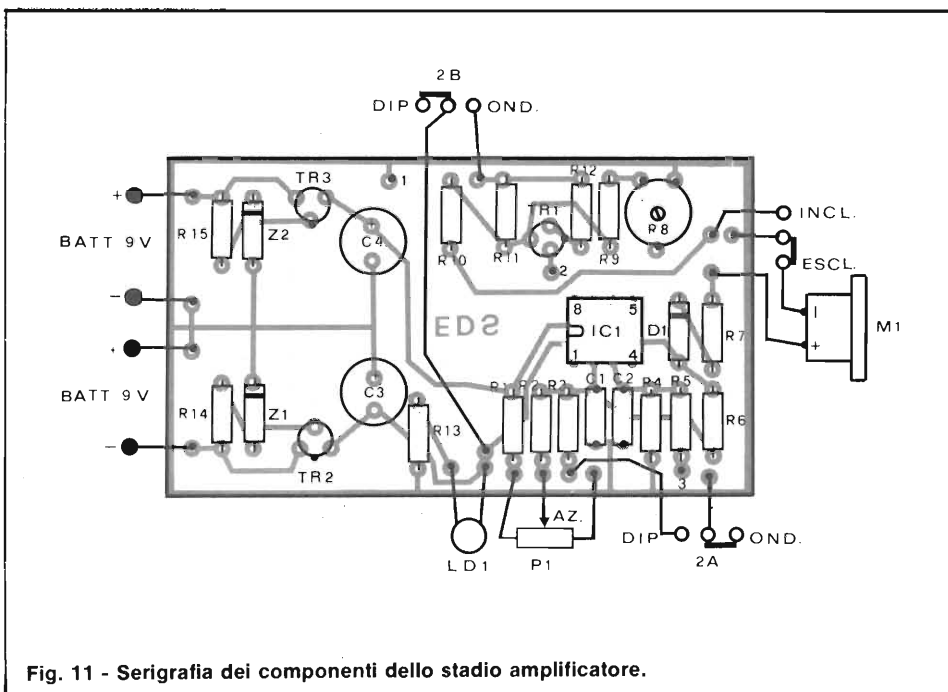 2B
DIP OND.
TR3
1
R12
+
BATT 9V
R15
Z2
C4
R10
R11
TR1
2
R9
R8
INCL.
ESCL.
−
+
EDS
8 5
IC1
1 4
D1
R7
−
+
M1
BATT 9V
R14
Z1
C3
R13
R1 R2 R3 C1 C2 R4 R5
R6
−
TR2
3
LD1
AZ.
P1
DIP OND.
2A
Fig. 11 - Serigrafia dei componenti dello stadio amplificatore.